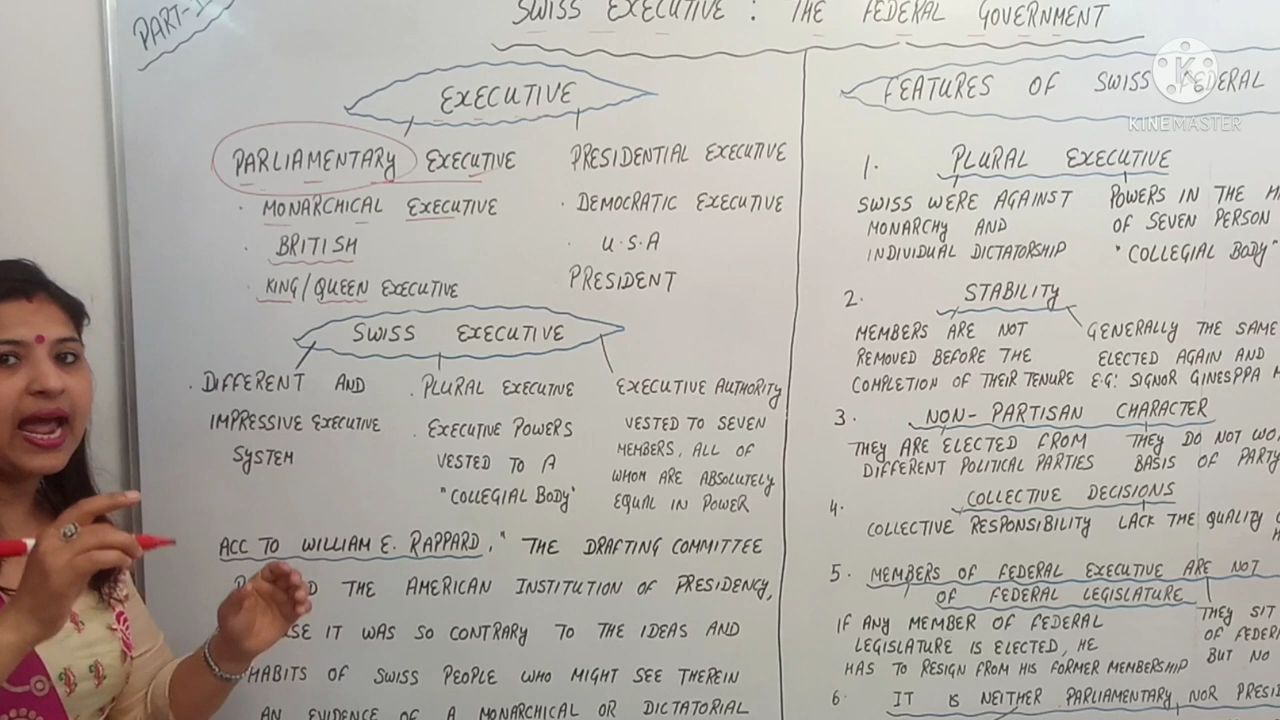 PART-I
SWISS EXECUTIVE : THE FEDERAL GOVERNMENT
EXECUTIVE
PARLIAMENTARY EXECUTIVE
· MONARCHICAL EXECUTIVE
· BRITISH
· KING/QUEEN EXECUTIVE
PRESIDENTIAL EXECUTIVE
· DEMOCRATIC EXECUTIVE
· U.S.A
PRESIDENT
SWISS EXECUTIVE
· DIFFERENT AND
IMPRESSIVE EXECUTIVE
SYSTEM
· PLURAL EXECUTIVE
· EXECUTIVE POWERS
VESTED TO A
"COLLEGIAL BODY"
EXECUTIVE AUTHORITY
VESTED TO SEVEN
MEMBERS, ALL OF
WHOM ARE ABSOLUTELY
EQUAL IN POWER
ACC TO WILLIAM E. RAPPARD, " THE DRAFTING COMMITTEE
THE AMERICAN INSTITUTION OF PRESIDENCY,
IT WAS SO CONTRARY TO THE IDEAS AND
HABITS OF SWISS PEOPLE WHO MIGHT SEE THEREIN
AN EVIDENCE OF A MONARCHICAL OR DICTATORIAL
FEATURES OF SWISS FEDERAL
1. PLURAL EXECUTIVE
SWISS WERE AGAINST
MONARCHY AND
INDIVIDUAL DICTATORSHIP
POWERS IN THE
OF SEVEN PERSON
"COLLEGIAL BODY"
2. STABILITY
MEMBERS ARE NOT
REMOVED BEFORE THE
COMPLETION OF THEIR TENURE
GENERALLY THE SAME
ELECTED AGAIN AND
E.G: SIGNOR GINESPPA
3. NON-PARTISAN CHARACTER
THEY ARE ELECTED FROM
DIFFERENT POLITICAL PARTIES
THEY DO NOT
BASIS OF PARTY
4. COLLECTIVE DECISIONS
COLLECTIVE RESPONSIBILITY
LACK THE QUALITY
5. MEMBERS OF FEDERAL EXECUTIVE ARE NOT
OF FEDERAL LEGISLATURE
IF ANY MEMBER OF FEDERAL
LEGISLATURE IS ELECTED, HE
HAS TO RESIGN FROM HIS FORMER MEMBERSHIP
THEY SIT
OF
BUT NO
6. IT IS NEITHER PARLIAMENTARY NOR
K
KINEMASTER